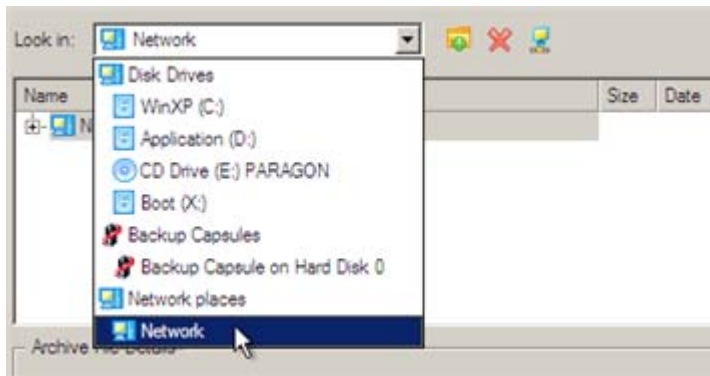 Look in: Network
Disk Drives
Name Size Date
WinXP (C:)
N
Application (D:)
CD Drive (E:) PARAGON
Boot (X:)
Backup Capsules
Backup Capsule on Hard Disk 0
Network places
Network
Archive